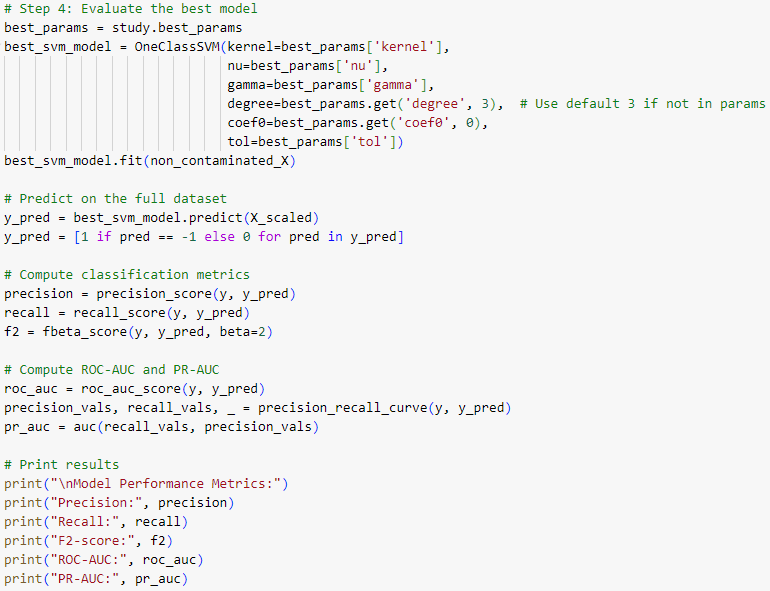 # Step 4: Evaluate the best model
best_params = study.best_params
best_svm_model = OneClassSVM(kernel=best_params['kernel'],
                             nu=best_params['nu'],
                             gamma=best_params['gamma'],
                             degree=best_params.get('degree', 3),  # Use default 3 if not in params
                             coef0=best_params.get('coef0', 0),
                             tol=best_params['tol'])
best_svm_model.fit(non_contaminated_X)

# Predict on the full dataset
y_pred = best_svm_model.predict(X_scaled)
y_pred = [1 if pred == -1 else 0 for pred in y_pred]

# Compute classification metrics
precision = precision_score(y, y_pred)
recall = recall_score(y, y_pred)
f2 = fbeta_score(y, y_pred, beta=2)

# Compute ROC-AUC and PR-AUC
roc_auc = roc_auc_score(y, y_pred)
precision_vals, recall_vals, _ = precision_recall_curve(y, y_pred)
pr_auc = auc(recall_vals, precision_vals)

# Print results
print("\nModel Performance Metrics:")
print("Precision:", precision)
print("Recall:", recall)
print("F2-score:", f2)
print("ROC-AUC:", roc_auc)
print("PR-AUC:", pr_auc)